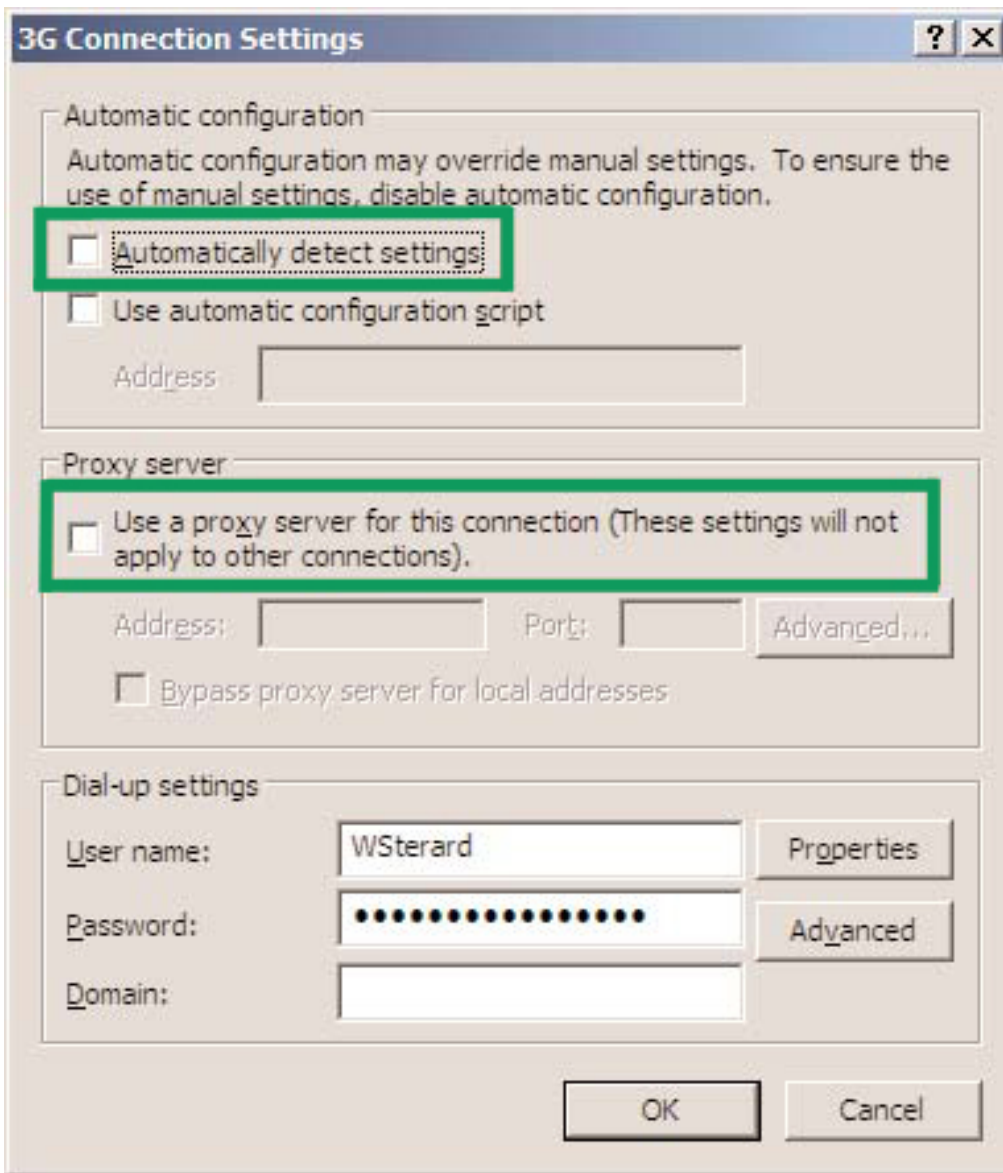 3G Connection Settings
Automatic configuration
Automatic configuration may override manual settings. To ensure the
use of manual settings, disable automatic configuration.
Automatically detect settings
Use automatic configuration script
Address
Proxy server
Use a proxy server for this connection (These settings will not
apply to other connections).
Address: Port: Advanced...
Bypass proxy server for local addresses
Dial-up settings
User name: WSterard Properties
Password: •••••••••••••••• Advanced
Domain:
OK Cancel